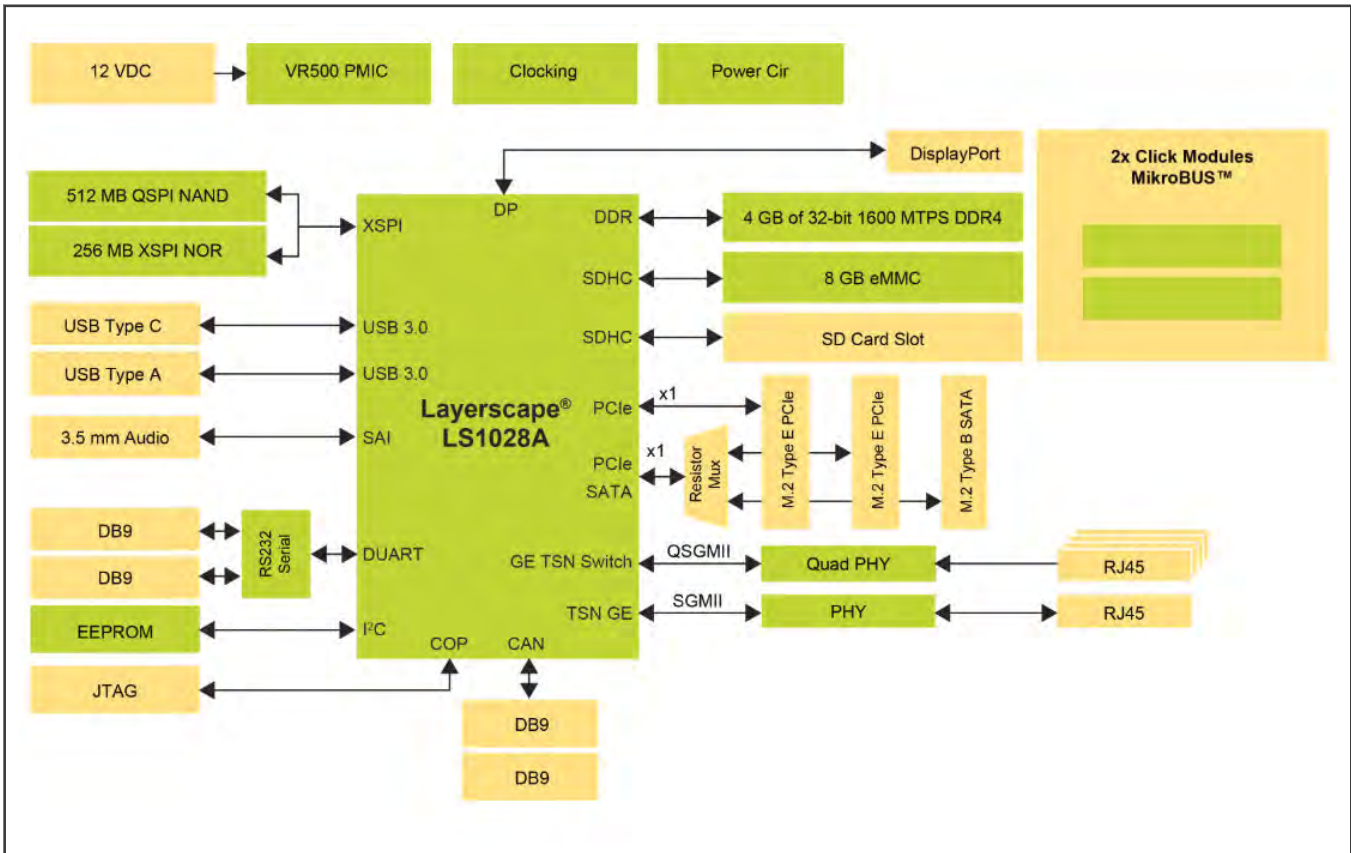 12 VDC
VR500 PMIC
Clocking
Power Cir
DisplayPort
2x Click Modules
MikroBUS™
512 MB QSPI NAND
256 MB XSPI NOR
XSPI
DP
DDR
4 GB of 32-bit 1600 MTPS DDR4
SDHC
8 GB eMMC
USB Type C
USB 3.0
SDHC
SD Card Slot
USB Type A
USB 3.0
Layerscape®
LS1028A
3.5 mm Audio
SAI
PCIe
x1
PCIe
SATA
x1
Resistor
Mux
M.2 Type E PCIe
M.2 Type E PCIe
M.2 Type B SATA
DB9
DB9
RS232
Serial
DUART
GE TSN Switch
QSGMII
Quad PHY
RJ45
TSN GE
SGMII
PHY
RJ45
EEPROM
I²C
JTAG
COP
CAN
DB9
DB9